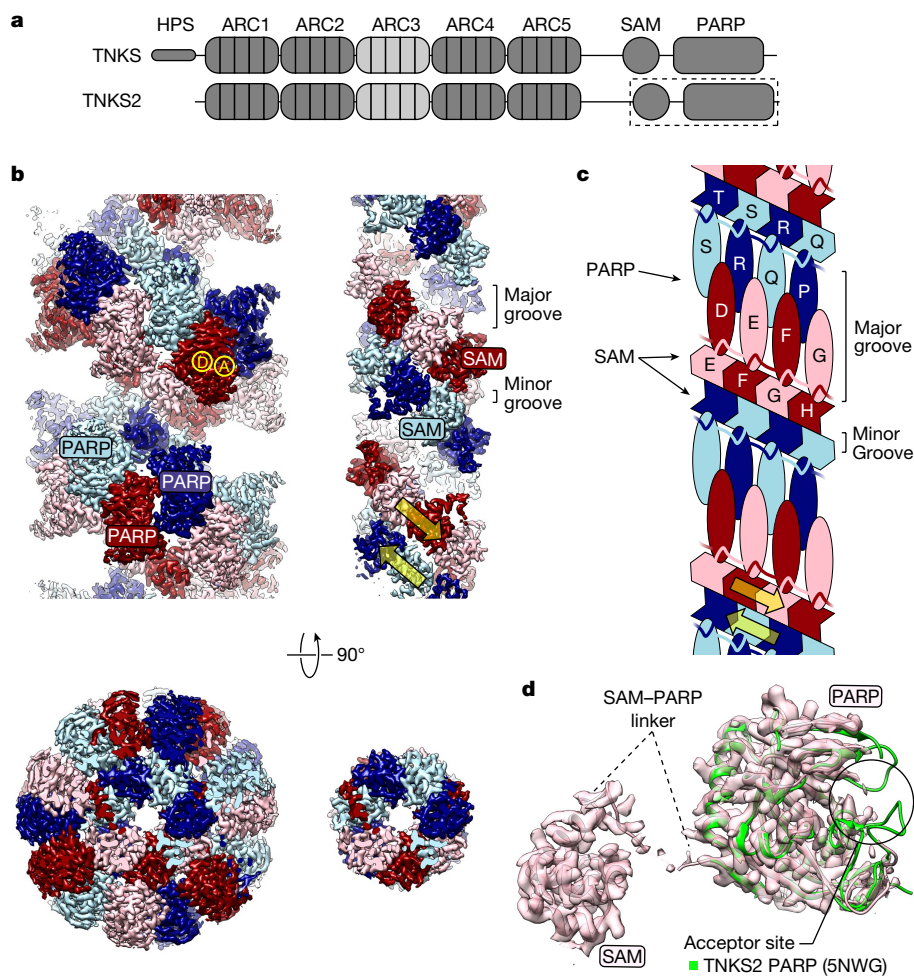 a
HPS ARC1 ARC2 ARC3 ARC4 ARC5 SAM PARP
TNKS
TNKS2
b
Major
groove
D A
SAM
Minor
groove
SAM
PARP
PARP
PARP
90°
c
T S R Q
S R Q P
PARP
D E F G
Major
groove
SAM
E F G H
Minor
Groove
d
SAM–PARP
linker
PARP
SAM
Acceptor site
TNKS2 PARP (5NWG)